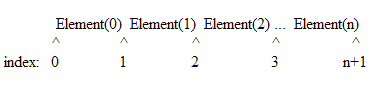 Element(0) Element(1) Element(2) ... Element(n)
^ ^ ^ ^ ^
index: 0 1 2 3 n+1